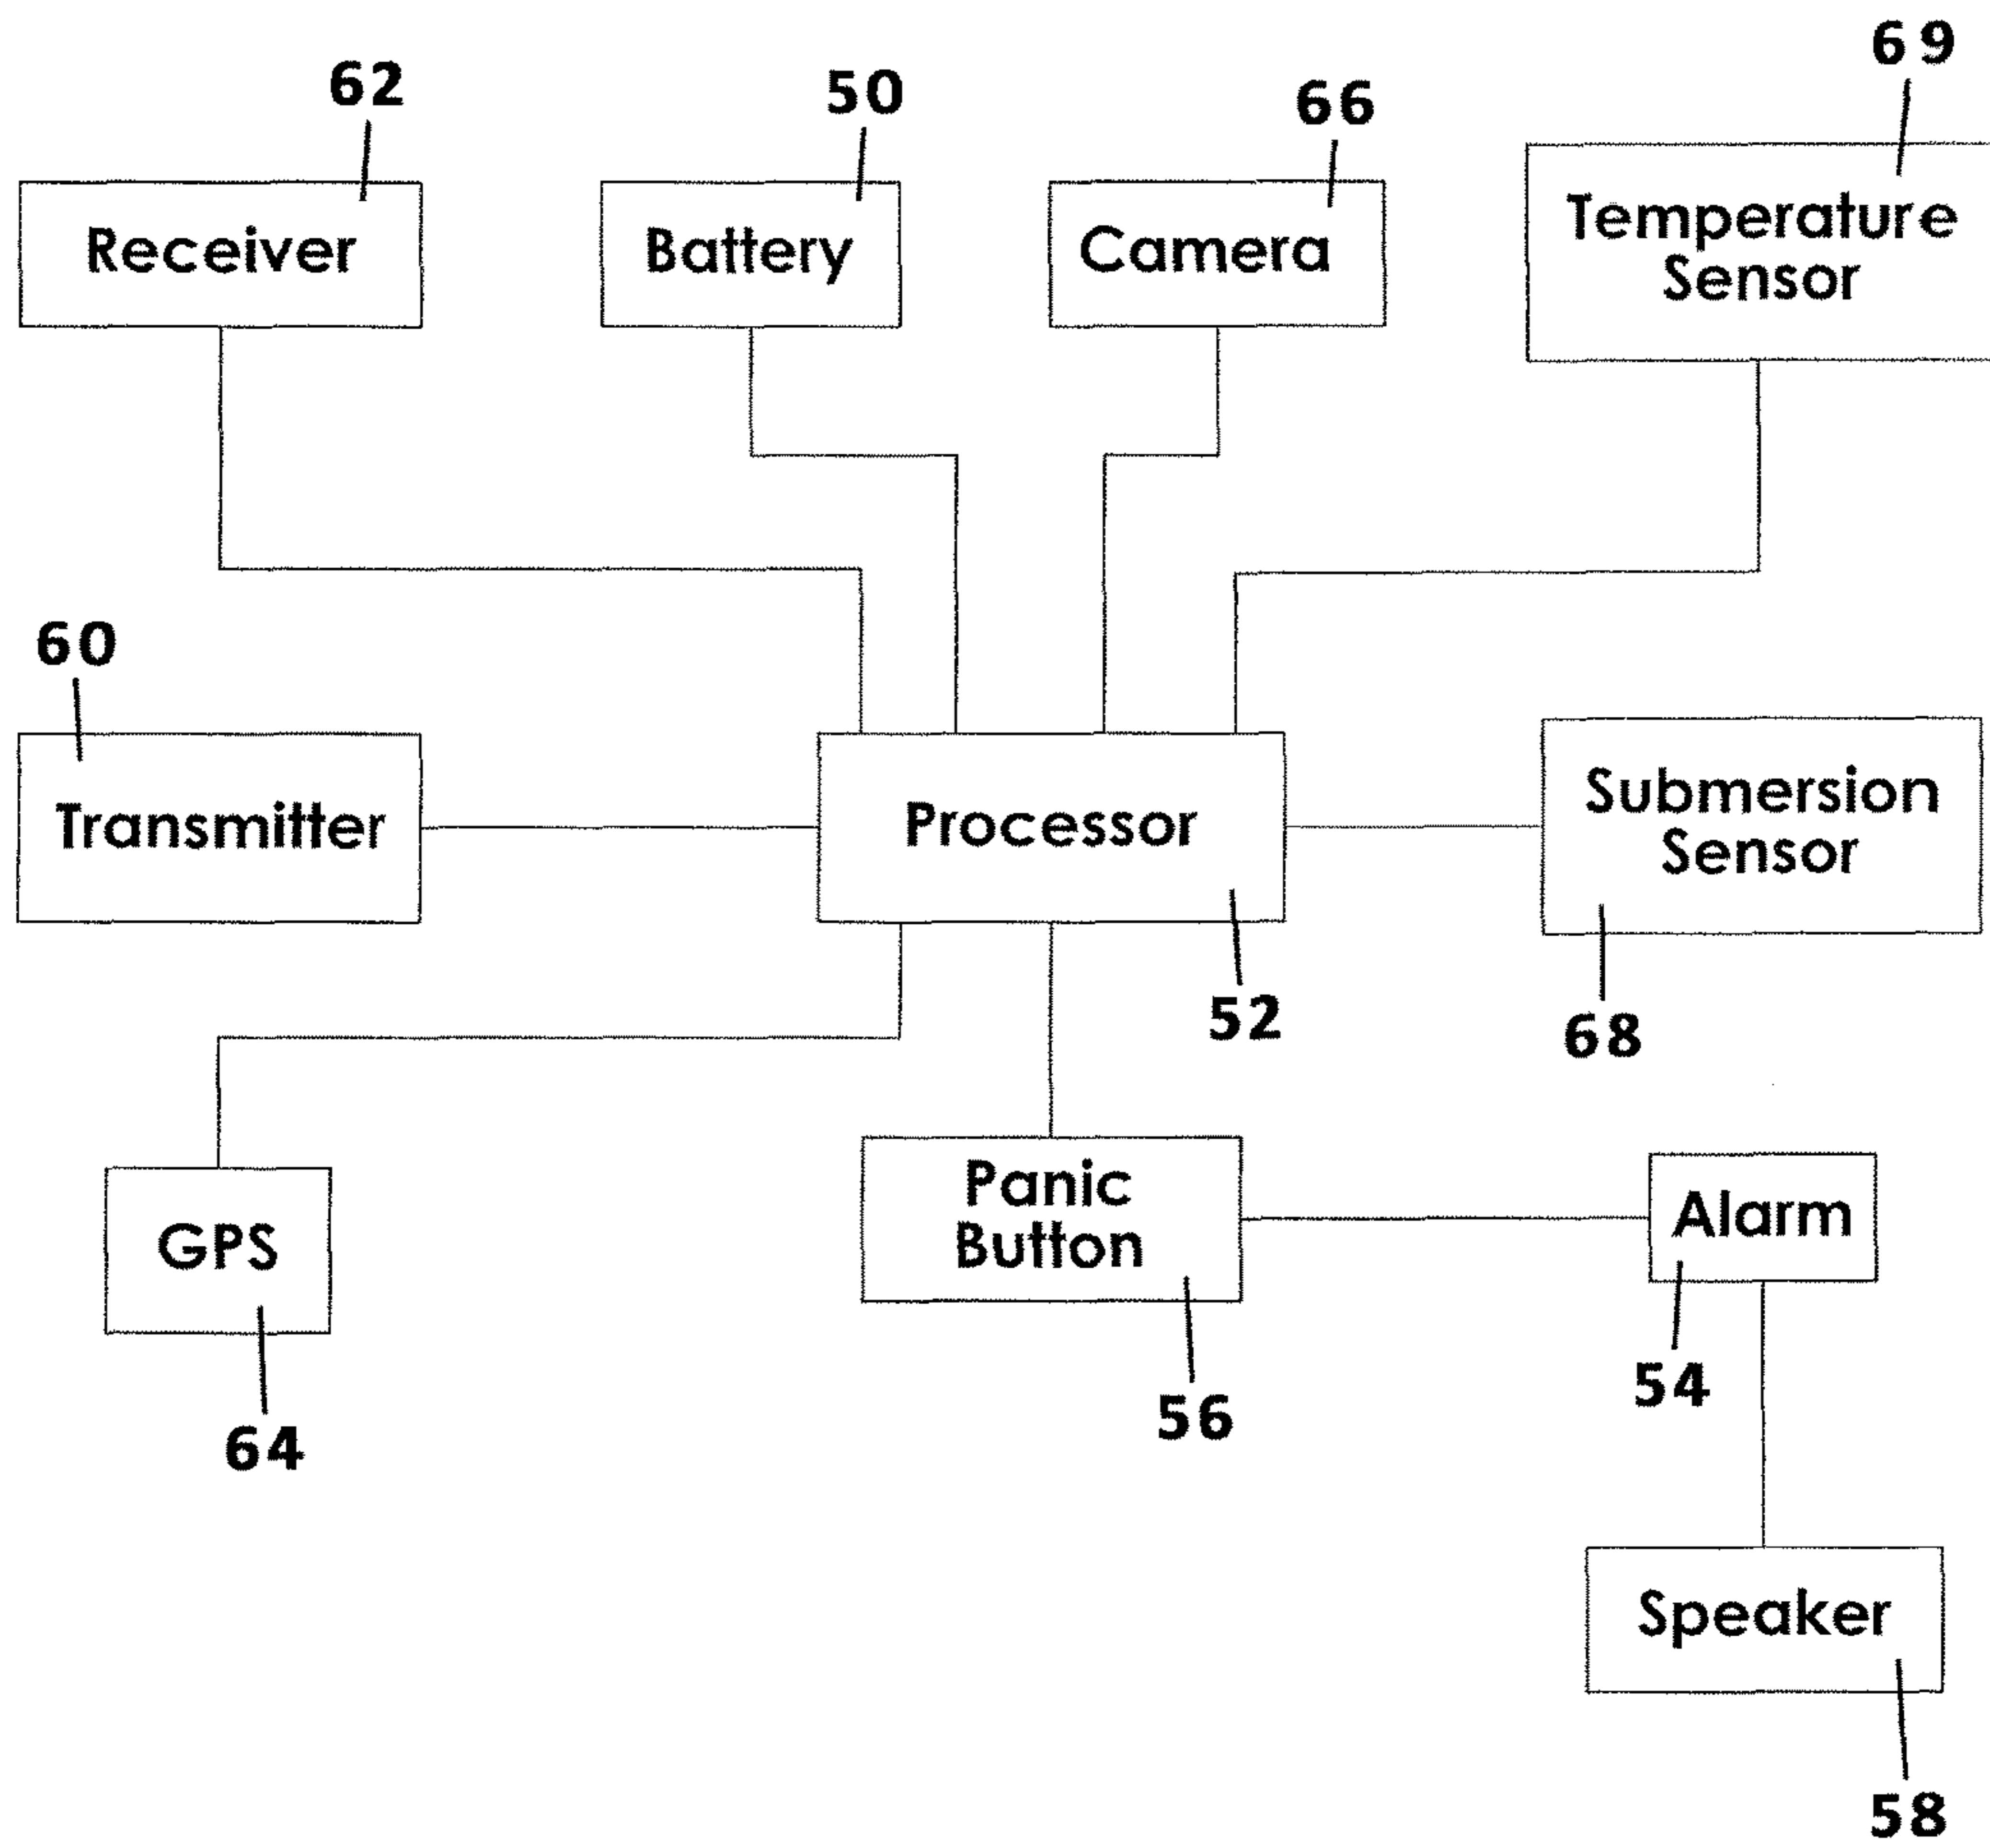 69
62
50
66
Receiver
Battery
Camera
Temperature
Sensor
60
Transmitter
Processor
Submersion
Sensor
52
68
GPS
Panic
Button
Alarm
64
56
54
Speaker
58